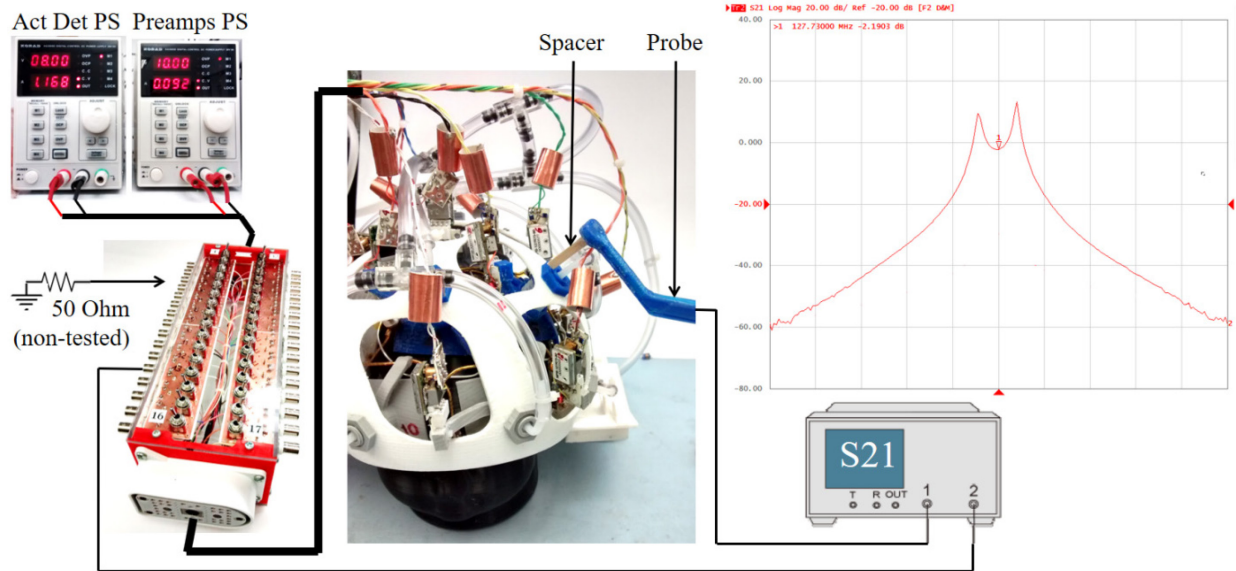 Act Det PS Preamps PS
08.00
1.168
10.00
0.092
50 Ohm
(non-tested)
16
17
Spacer Probe
10
Tr2 S21 Log Mag 20.00 dB/ Ref -20.00 dB [F2 D&M]
>1 127.73000 MHz -2.1903 dB
40.00
20.00
0.000
-20.00
-40.00
-60.00
-80.00
1
2
S21
T R OUT 1 2